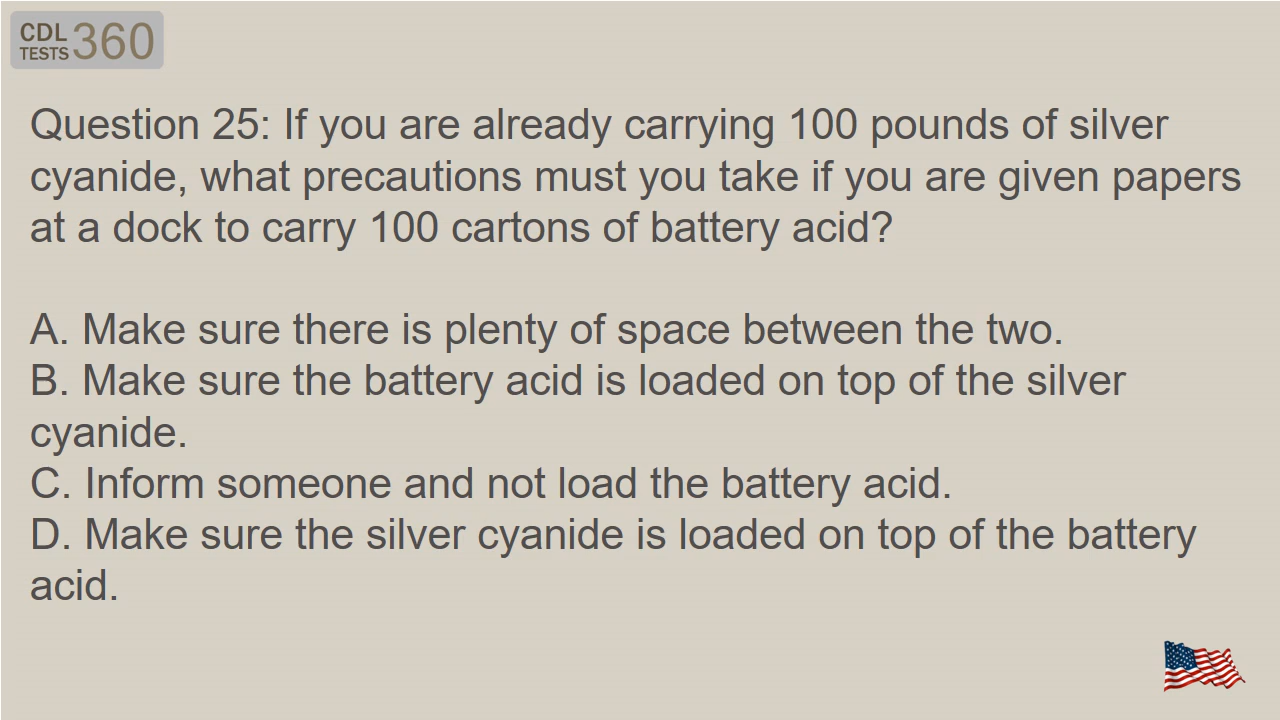 CDL
TESTS 360
Question 25: If you are already carrying 100 pounds of silver
cyanide, what precautions must you take if you are given papers
at a dock to carry 100 cartons of battery acid?
A. Make sure there is plenty of space between the two.
B. Make sure the battery acid is loaded on top of the silver
cyanide.
C. Inform someone and not load the battery acid.
D. Make sure the silver cyanide is loaded on top of the battery
acid.